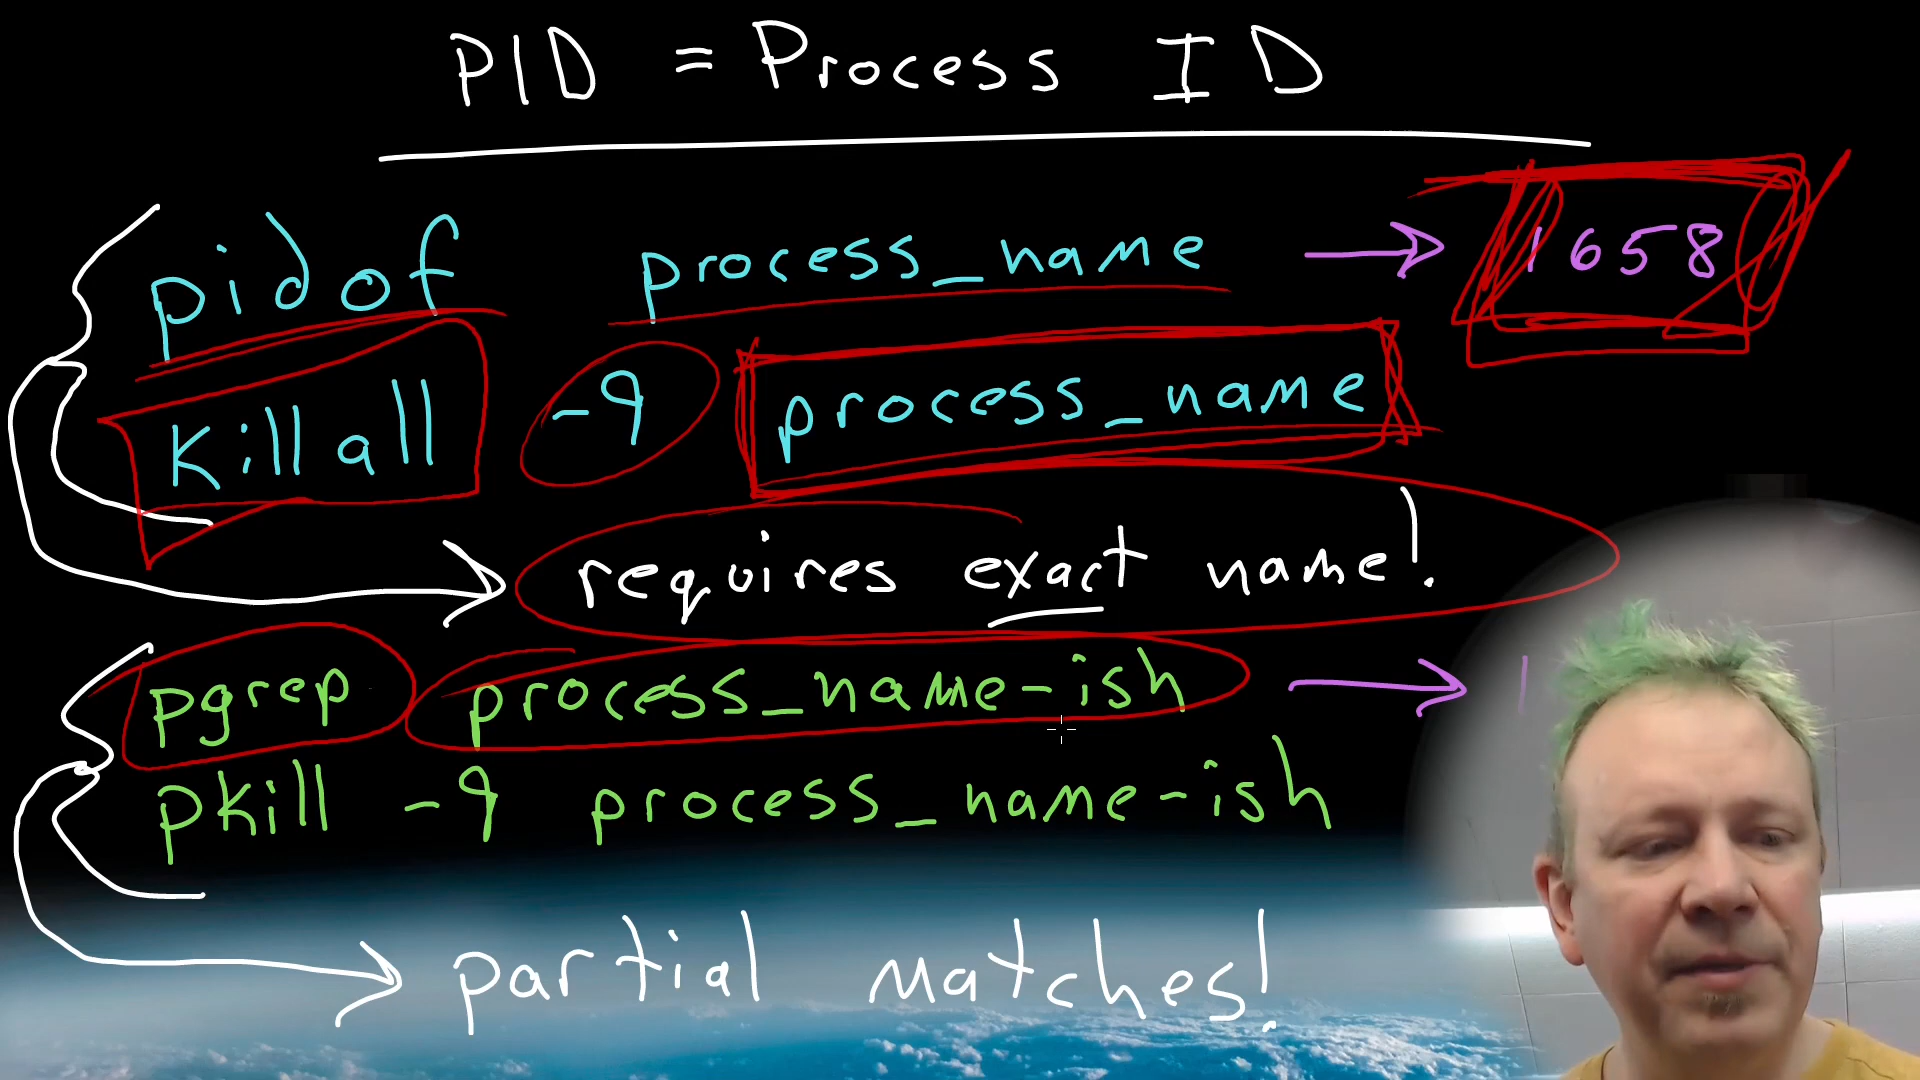 PID = Process ID
pidof process_name → 1658
Killall -9 process_name
requires exact name!
pgrep process_name-ish → 1
pkill -9 process_name-ish
partial matches!